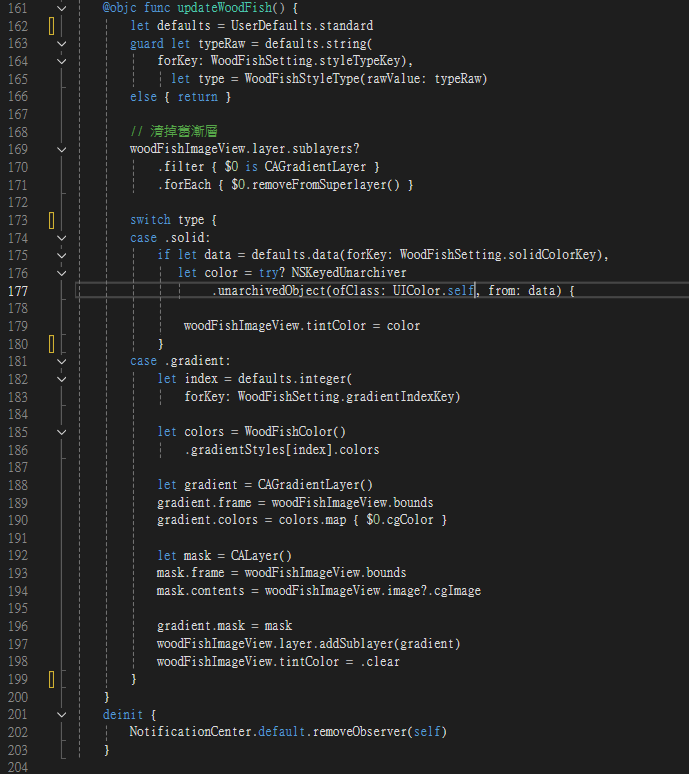 161 @objc func updateWoodFish() {
162 let defaults = UserDefaults.standard
163 guard let typeRaw = defaults.string(
164 forKey: WoodFishSetting.styleTypeKey),
165 let type = WoodFishStyleType(rawValue: typeRaw)
166 else { return }
167
168 // 清掉舊漸層
169 woodFishImageView.layer.sublayers?
170 .filter { $0 is CAGradientLayer }
171 .forEach { $0.removeFromSuperlayer() }
172
173 switch type {
174 case .solid:
175 if let data = defaults.data(forKey: WoodFishSetting.solidColorKey),
176 let color = try? NSKeyedUnarchiver
177 .unarchivedObject(ofClass: UIColor.self, from: data) {
178
179 woodFishImageView.tintColor = color
180 }
181 case .gradient:
182 let index = defaults.integer(
183 forKey: WoodFishSetting.gradientIndexKey)
184
185 let colors = WoodFishColor()
186 .gradientStyles[index].colors
187
188 let gradient = CAGradientLayer()
189 gradient.frame = woodFishImageView.bounds
190 gradient.colors = colors.map { $0.cgColor }
191
192 let mask = CALayer()
193 mask.frame = woodFishImageView.bounds
194 mask.contents = woodFishImageView.image?.cgImage
195
196 gradient.mask = mask
197 woodFishImageView.layer.addSublayer(gradient)
198 woodFishImageView.tintColor = .clear
199 }
200 }
201 deinit {
202 NotificationCenter.default.removeObserver(self)
203 }
204